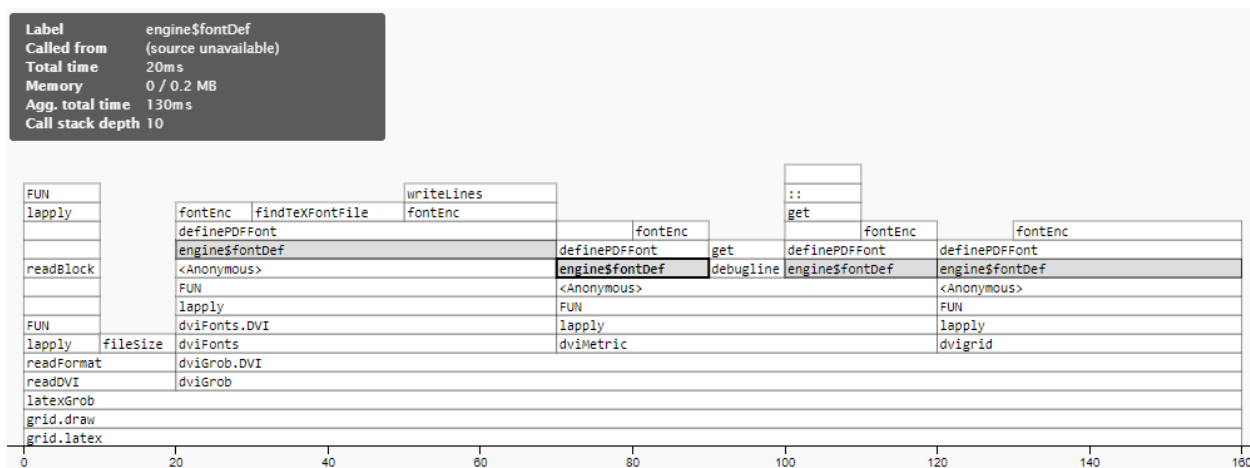 Label engine$fontDef
Called from (source unavailable)
Total time 20ms
Memory 0 / 0.2 MB
Agg. total time 130ms
Call stack depth 10
FUN writeLines ::
lapply fontEnc findTeXFontFile fontEnc get
definePDFFont fontEnc fontEnc fontEnc
engine$fontDef definePDFFont get definePDFFont definePDFFont
readBlock <Anonymous> engine$fontDef debugline engine$fontDef engine$fontDef
FUN <Anonymous> <Anonymous>
lapply FUN FUN
FUN dviFonts.DVI lapply lapply
lapply fileSize dviFonts dviMetric dvigrid
readFormat dviGrob.DVI
readDVI dviGrob
latexGrob
grid.draw
grid.latex
0 20 40 60 80 100 120 140 160